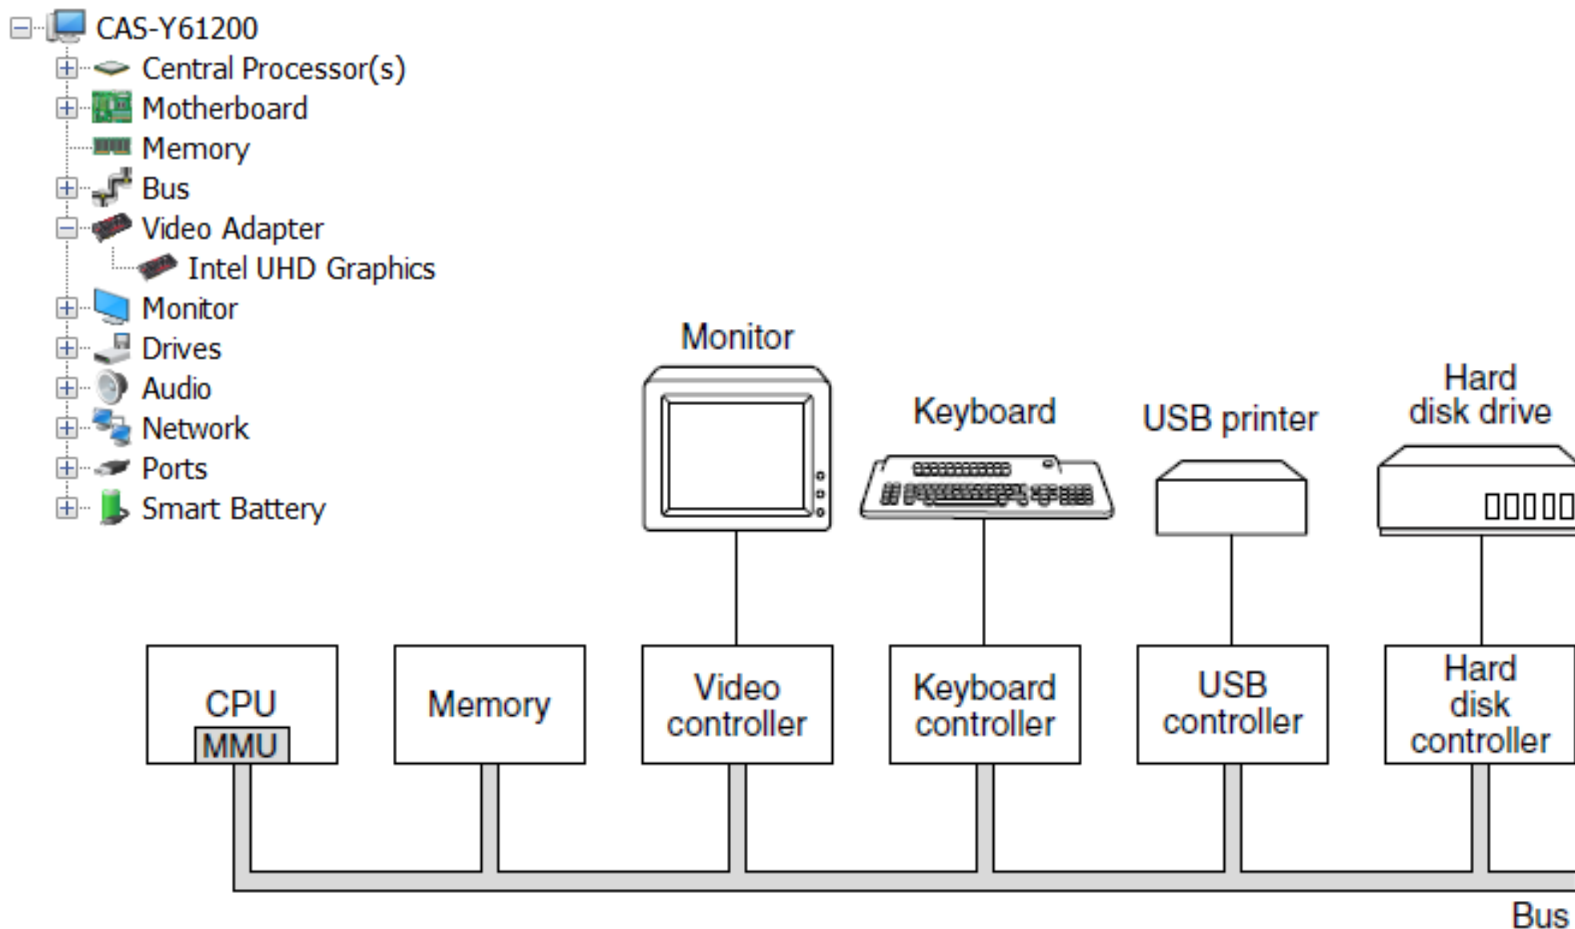 CAS-Y61200
Central Processor(s)
Motherboard
Memory
Bus
Video Adapter
Intel UHD Graphics
Monitor
Drives
Audio
Network
Ports
Smart Battery
Monitor
Keyboard
USB printer
Hard
disk drive
CPU
MMU
Memory
Video
controller
Keyboard
controller
USB
controller
Hard
disk
controller
Bus